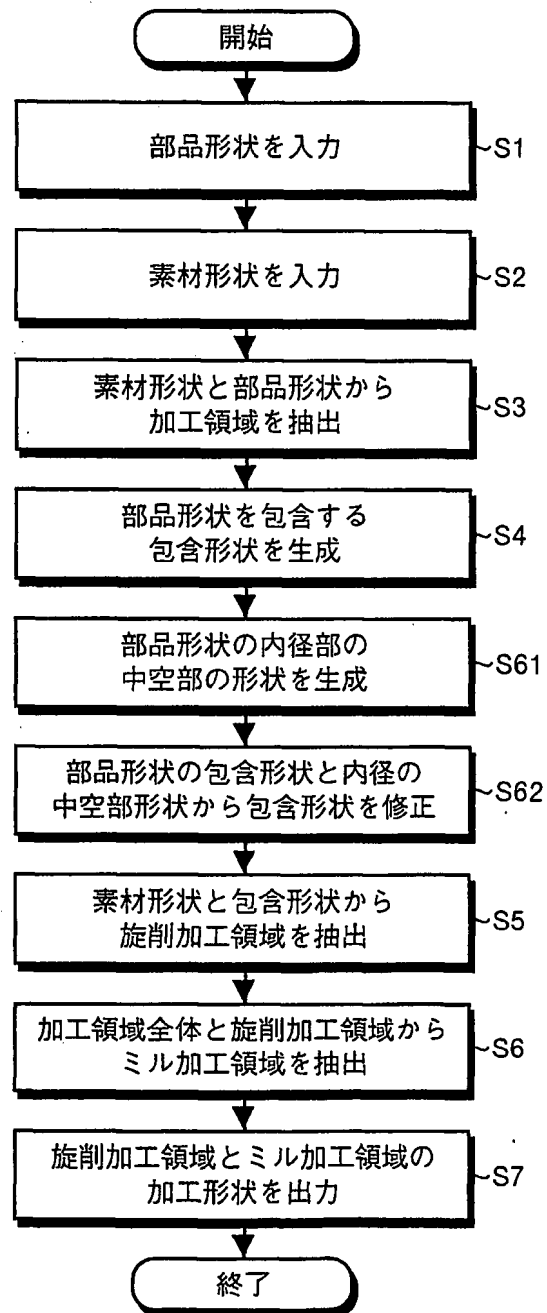 開始
部品形状を入力
~S1
素材形状を入力
~S2
素材形状と部品形状から
加工領域を抽出
~S3
部品形状を包含する
包含形状を生成
~S4
部品形状の内径部の
中空部の形状を生成
~S61
部品形状の包含形状と内径の
中空部形状から包含形状を修正
~S62
素材形状と包含形状から
旋削加工領域を抽出
~S5
加工領域全体と旋削加工領域から
ミル加工領域を抽出
~S6
旋削加工領域とミル加工領域の
加工形状を出力
~S7
終了